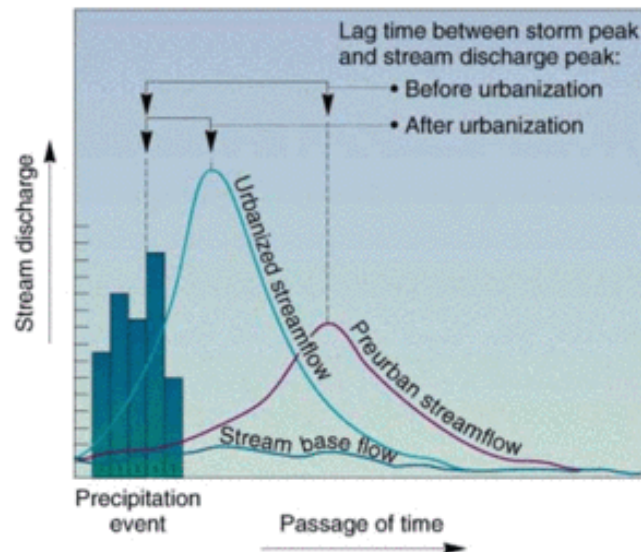 Lag time between storm peak
and stream discharge peak:
• Before urbanization
• After urbanization
Stream discharge
Urbanized streamflow
Preurban streamflow
Stream base flow
Precipitation
event
Passage of time